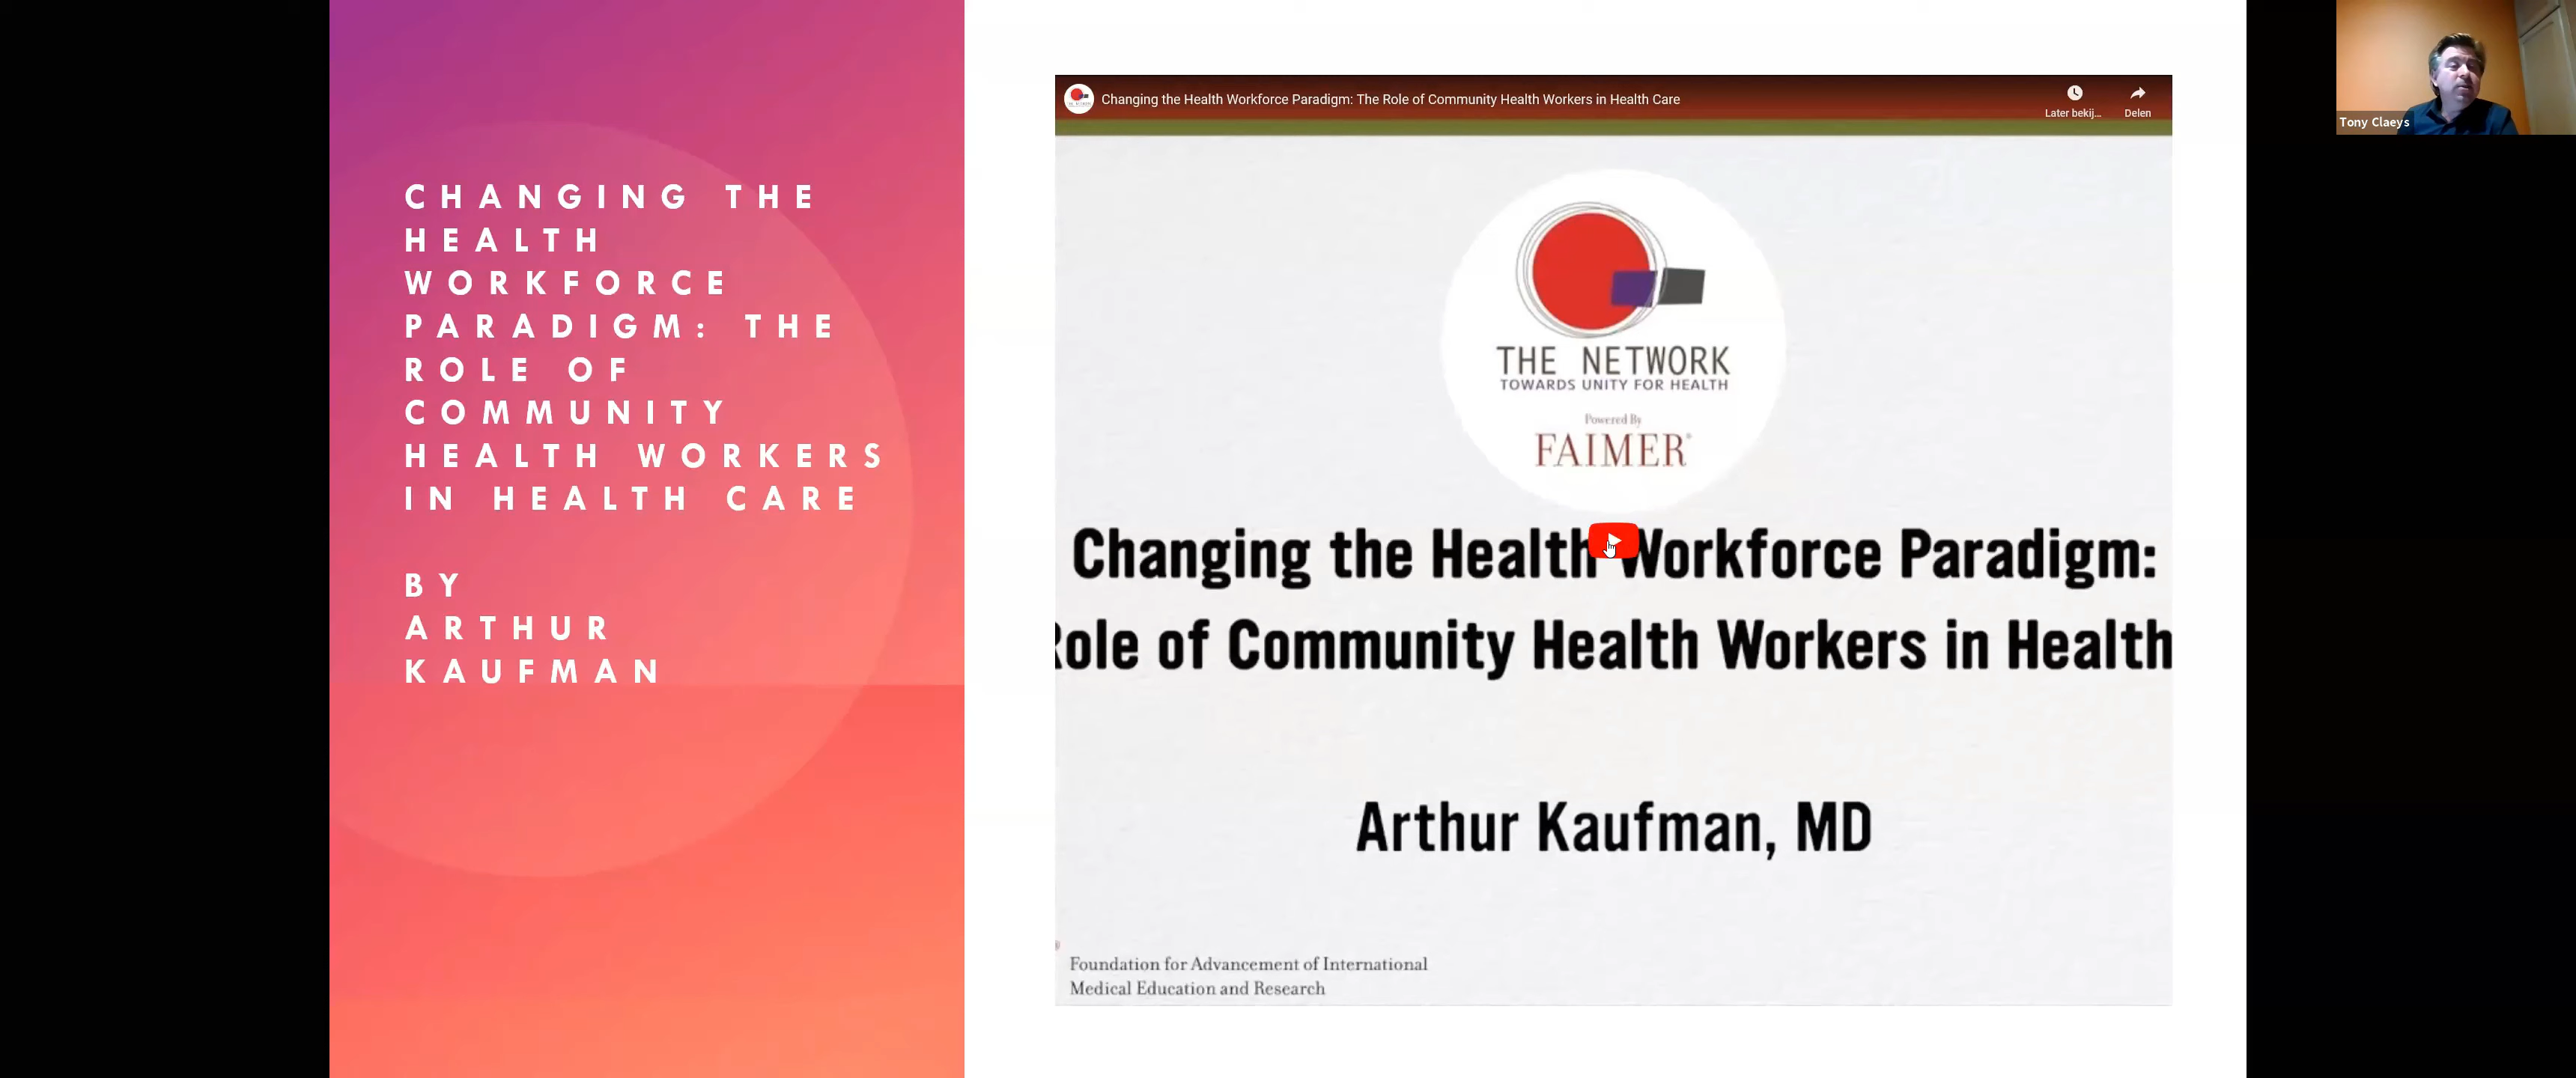 CHANGING THE
HEALTH
WORKFORCE
PARADIGM: THE
ROLE OF
COMMUNITY
HEALTH WORKERS
IN HEALTH CARE
BY
ARTHUR
KAUFMAN
Changing the Health Workforce Paradigm: The Role of Community Health Workers in Health Care
Later bekij...
Delen
THE NETWORK
TOWARDS UNITY FOR HEALTH
Powered By
FAIMER®
Changing the Health Workforce Paradigm:
Role of Community Health Workers in Health
Arthur Kaufman, MD
Foundation for Advancement of International
Medical Education and Research
Tony Claeys